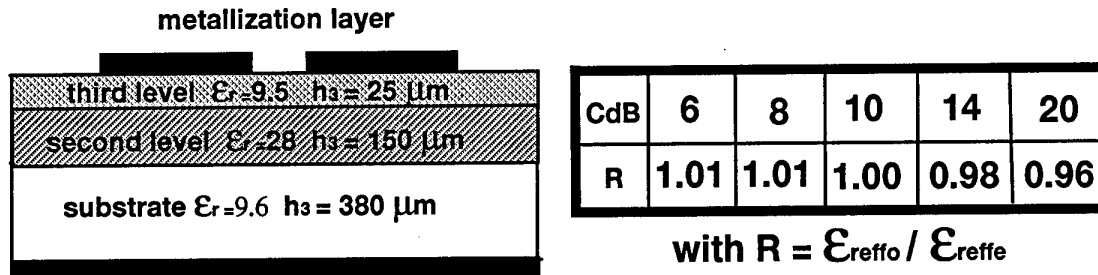 metallization layer
third level εr=9.5 h3 = 25 μm
second level εr=28 h3 = 150 μm
substrate εr=9.6 h3 = 380 μm
CdB 6 8 10 14 20
R 1.01 1.01 1.00 0.98 0.96
with R = εreffo / εreffe